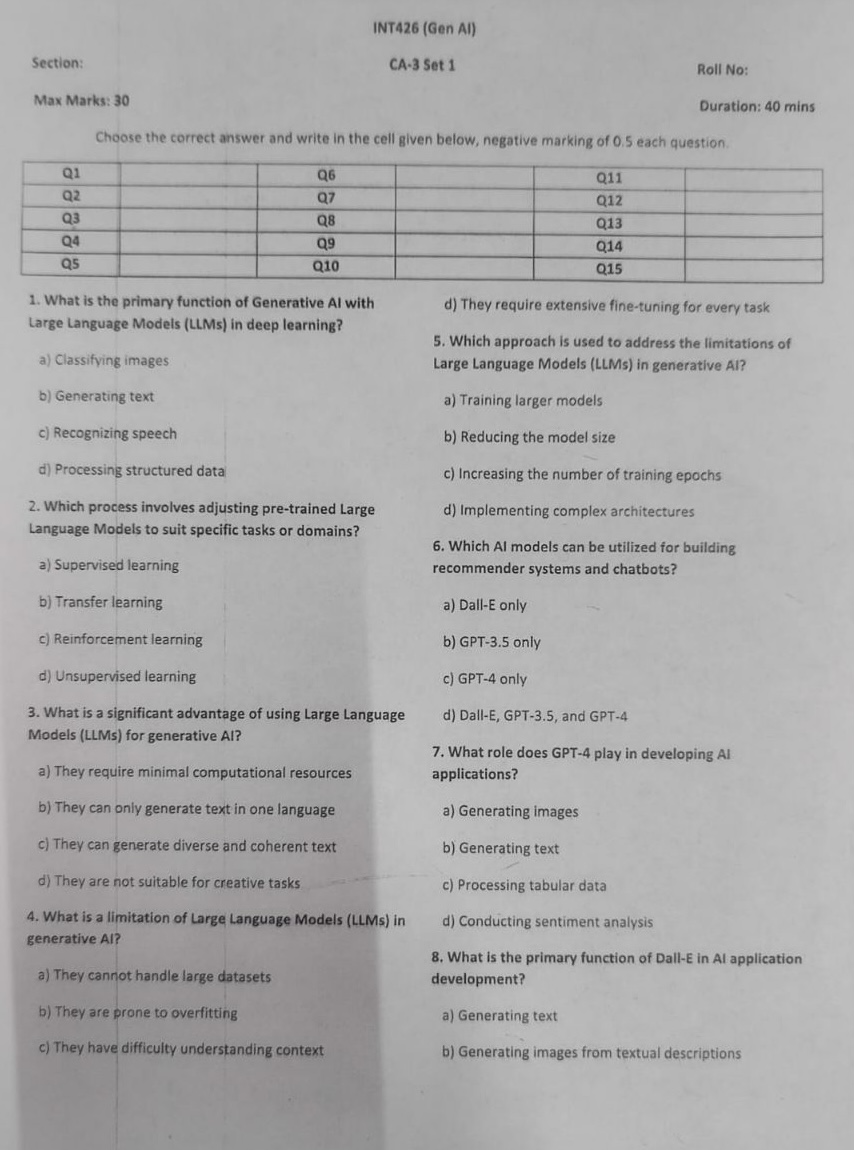 INT426 (Gen AI)
Section:
CA-3 Set 1
Roll No:
Max Marks: 30
Duration: 40 mins
Choose the correct answer and write in the cell given below, negative marking of 0.5 each question.
Q1 Q6 Q11
Q2 Q7 Q12
Q3 Q8 Q13
Q4 Q9 Q14
Q5 Q10 Q15
1. What is the primary function of Generative AI with
Large Language Models (LLMs) in deep learning?
a) Classifying images
b) Generating text
c) Recognizing speech
d) Processing structured data
2. Which process involves adjusting pre-trained Large
Language Models to suit specific tasks or domains?
a) Supervised learning
b) Transfer learning
c) Reinforcement learning
d) Unsupervised learning
3. What is a significant advantage of using Large Language
Models (LLMs) for generative AI?
a) They require minimal computational resources
b) They can only generate text in one language
c) They can generate diverse and coherent text
d) They are not suitable for creative tasks
4. What is a limitation of Large Language Models (LLMs) in
generative AI?
a) They cannot handle large datasets
b) They are prone to overfitting
c) They have difficulty understanding context
d) They require extensive fine-tuning for every task
5. Which approach is used to address the limitations of
Large Language Models (LLMs) in generative AI?
a) Training larger models
b) Reducing the model size
c) Increasing the number of training epochs
d) Implementing complex architectures
6. Which AI models can be utilized for building
recommender systems and chatbots?
a) Dall-E only
b) GPT-3.5 only
c) GPT-4 only
d) Dall-E, GPT-3.5, and GPT-4
7. What role does GPT-4 play in developing AI
applications?
a) Generating images
b) Generating text
c) Processing tabular data
d) Conducting sentiment analysis
8. What is the primary function of Dall-E in AI application
development?
a) Generating text
b) Generating images from textual descriptions